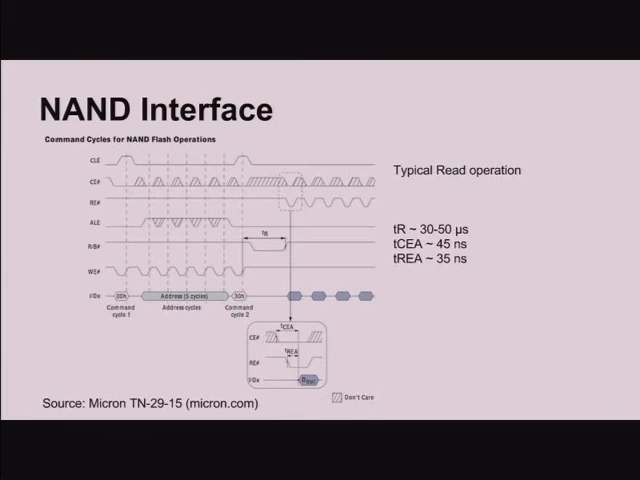 NAND Interface
Command Cycles for NAND Flash Operations
CLE
CE#
RE#
ALE
R/B#
WE#
I/Ox
tR
00h
Address (5 cycles)
30h
Command cycle 1
Address cycles
Command cycle 2
tCEA
CE#
tREA
RE#
I/Ox
DOUT
Don't Care
Typical Read operation
tR ~ 30-50 µs
tCEA ~ 45 ns
tREA ~ 35 ns
Source: Micron TN-29-15 (micron.com)